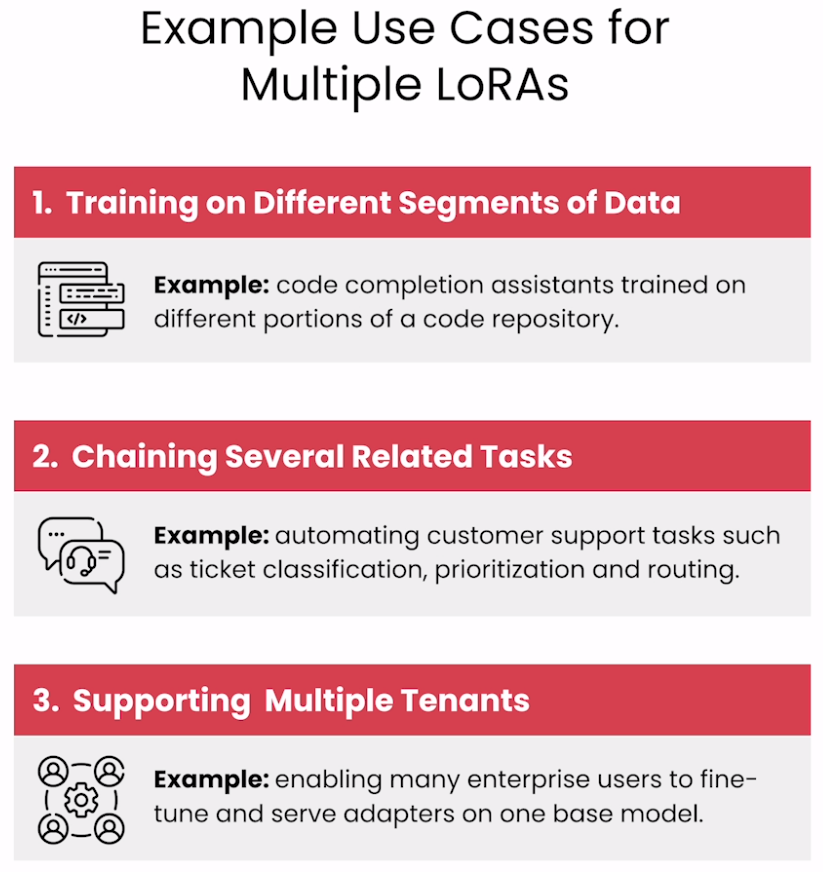 Example Use Cases for
Multiple LoRAs
1. Training on Different Segments of Data
Example: code completion assistants trained on
different portions of a code repository.
</>
2. Chaining Several Related Tasks
Example: automating customer support tasks such
as ticket classification, prioritization and routing.
3. Supporting  Multiple Tenants
Example: enabling many enterprise users to fine-
tune and serve adapters on one base model.